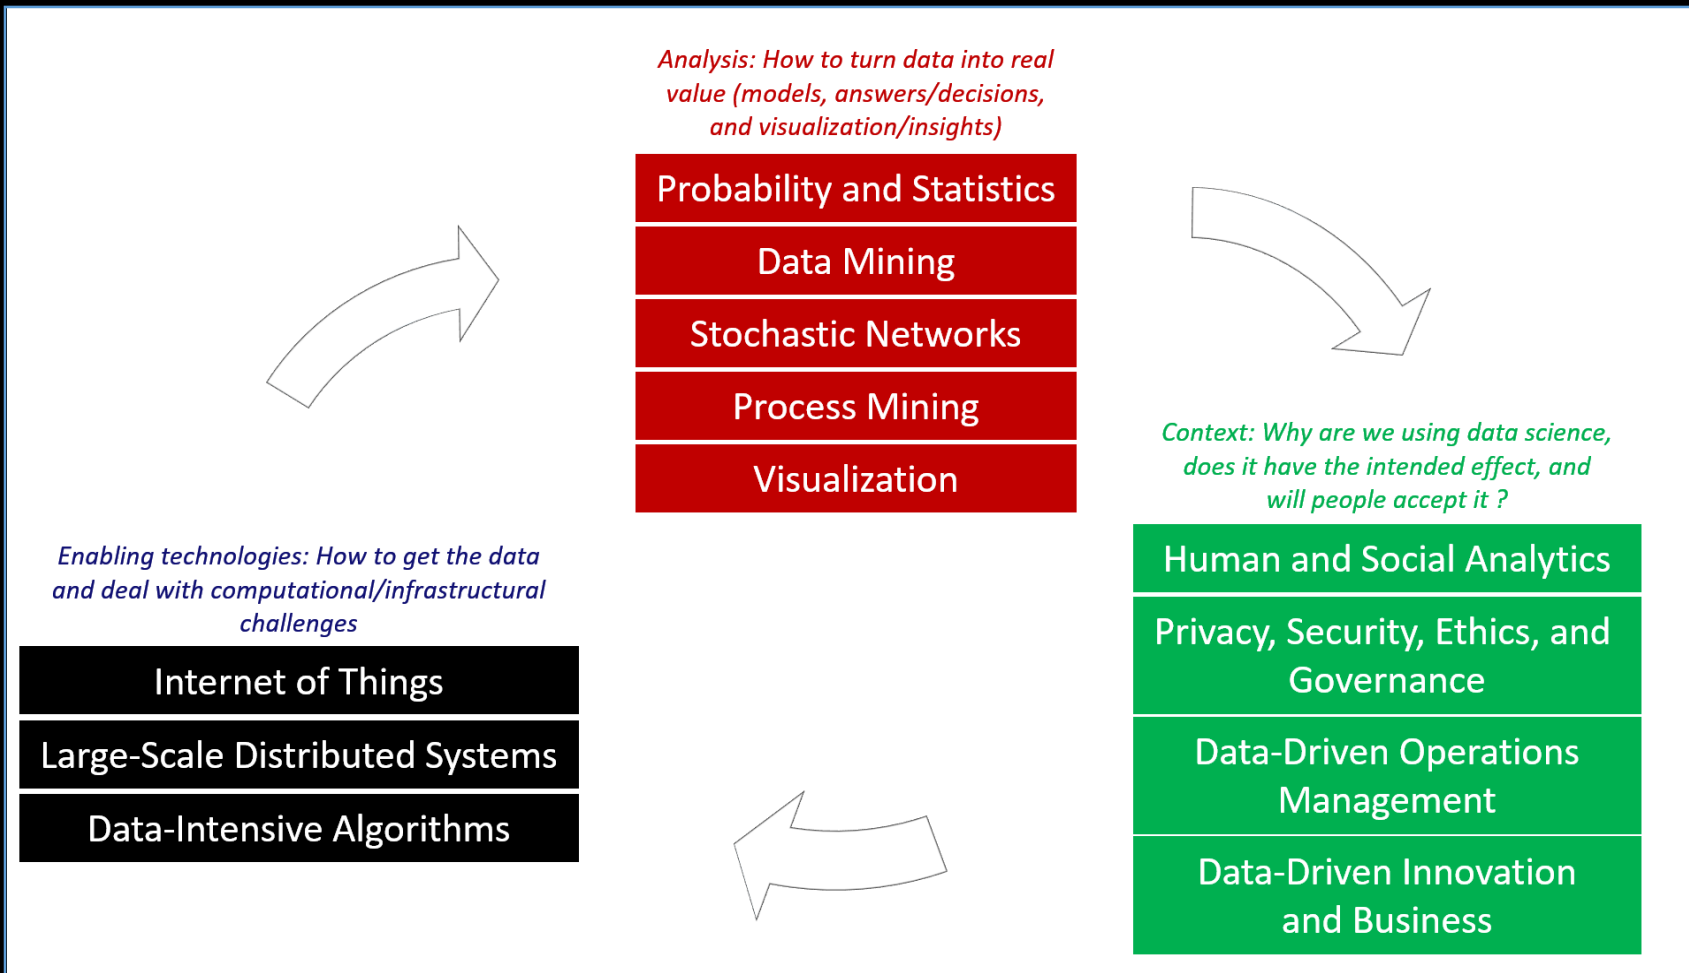 Analysis: How to turn data into real
value (models, answers/decisions,
and visualization/insights)
Probability and Statistics
Data Mining
Stochastic Networks
Process Mining
Visualization
Context: Why are we using data science,
does it have the intended effect, and
will people accept it ?
Human and Social Analytics
Privacy, Security, Ethics, and
Governance
Data-Driven Operations
Management
Data-Driven Innovation
and Business
Enabling technologies: How to get the data
and deal with computational/infrastructural
challenges
Internet of Things
Large-Scale Distributed Systems
Data-Intensive Algorithms